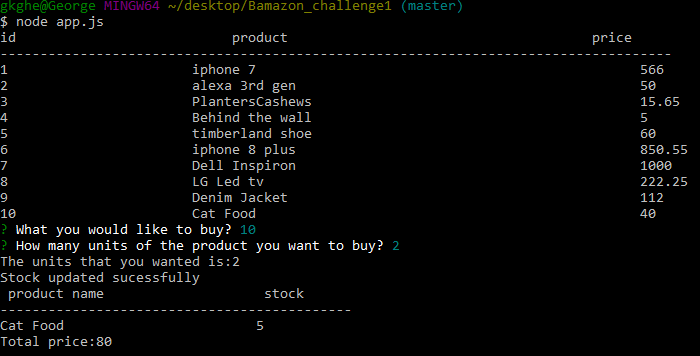 gkghe@George MINGW64 ~/desktop/Bamazon_challenge1 (master)
$ node app.js
id product price
------------------------------------------------------------------------------------
1 iphone 7 566
2 alexa 3rd gen 50
3 PlantersCashews 15.65
4 Behind the wall 5
5 timberland shoe 60
6 iphone 8 plus 850.55
7 Dell Inspiron 1000
8 LG Led tv 222.25
9 Denim Jacket 112
10 Cat Food 40
? What you would like to buy? 10
? How many units of the product you want to buy? 2
The units that you wanted is:2
Stock updated sucessfully
product name stock
--------------------------------------------
Cat Food 5
Total price:80